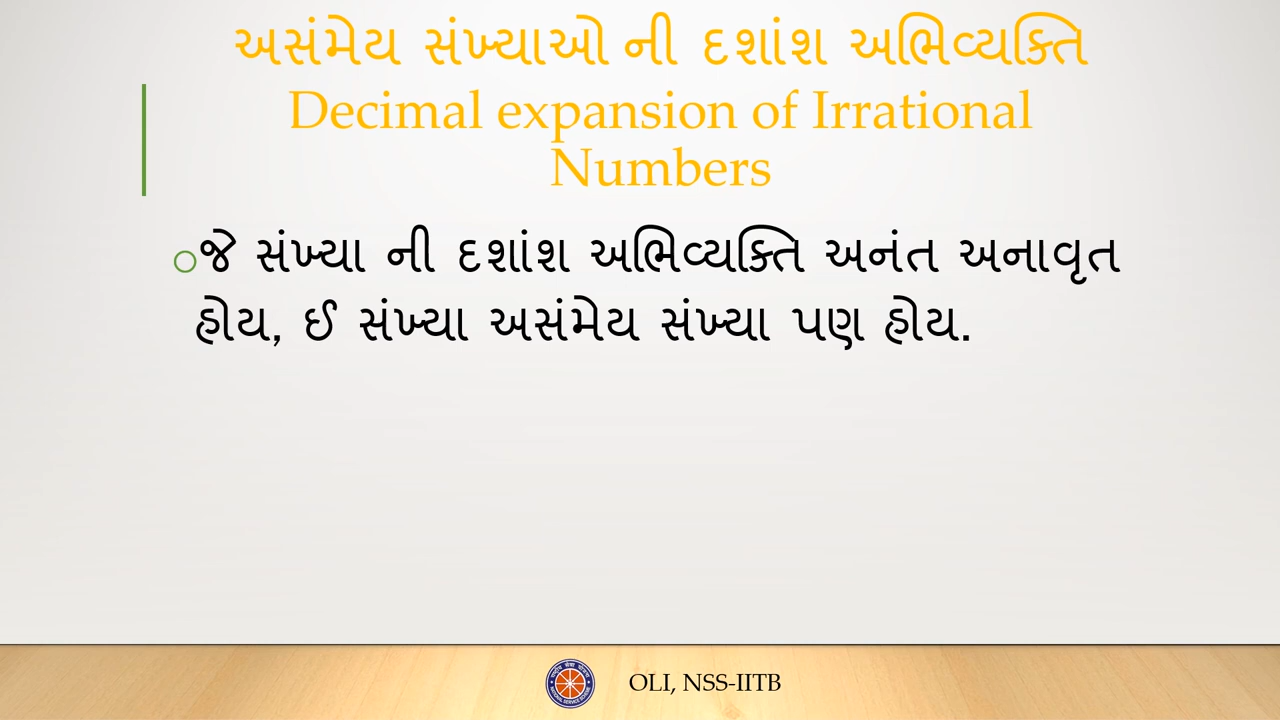 અસંમેય સંખ્યાઓ ની દશાંશ અભિવ્યક્તિ
Decimal expansion of Irrational
Numbers
જે સંખ્યા ની દશાંશ અભિવ્યક્તિ અનંત અનાવૃત
હોય, ઈ સંખ્યા અસંમેય સંખ્યા પણ હોય.
OLI, NSS-IITB